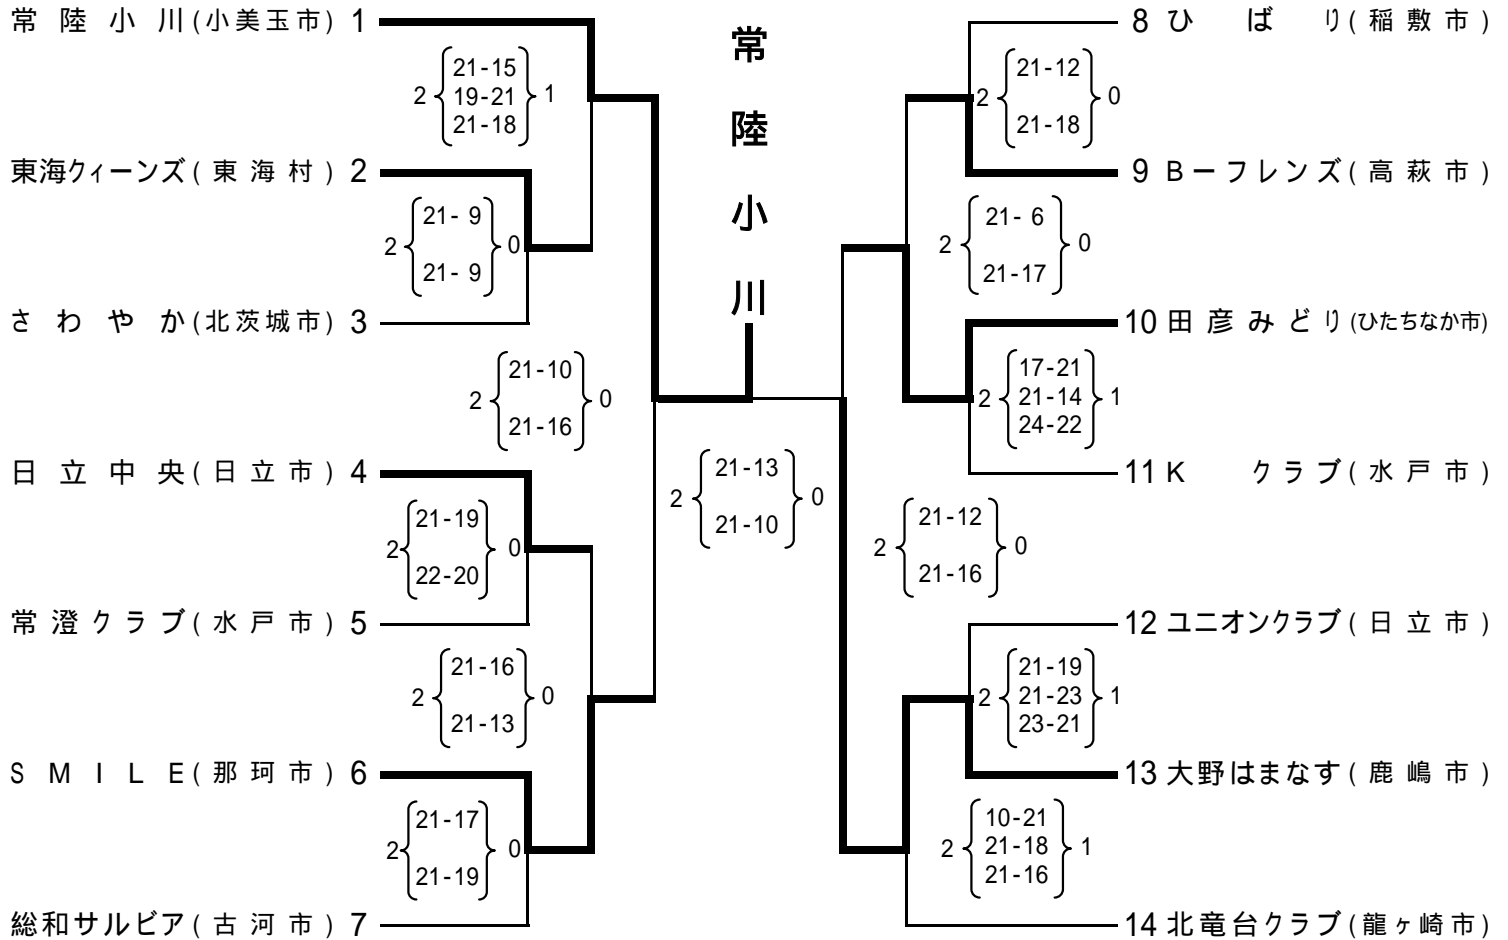 常陸小川(小美玉市) 1
2 21-15 1
19-21
21-18
東海クィーンズ(東海村) 2
2 21- 9 0
21- 9
さわやか(北茨城市) 3
2 21-10 0
21-16
日立中央(日立市) 4
2 21-19 0
22-20
常澄クラブ(水戸市) 5
2 21-16 0
21-13
SMILE(那珂市) 6
2 21-17 0
21-19
総和サルビア(古河市) 7
常陸小川
2 21-13 0
21-10
8 ひばり(稲敷市)
2 21-12 0
21-18
9 B−フレンズ(高萩市)
2 21- 6 0
21-17
10 田彦みどり(ひたちなか市)
2 17-21 1
21-14
24-22
11 K クラブ(水戸市)
2 21-12 0
21-16
12 ユニオンクラブ(日立市)
2 21-19 1
21-23
23-21
13 大野はまなす(鹿嶋市)
2 10-21 1
21-18
21-16
14 北竜台クラブ(龍ヶ崎市)